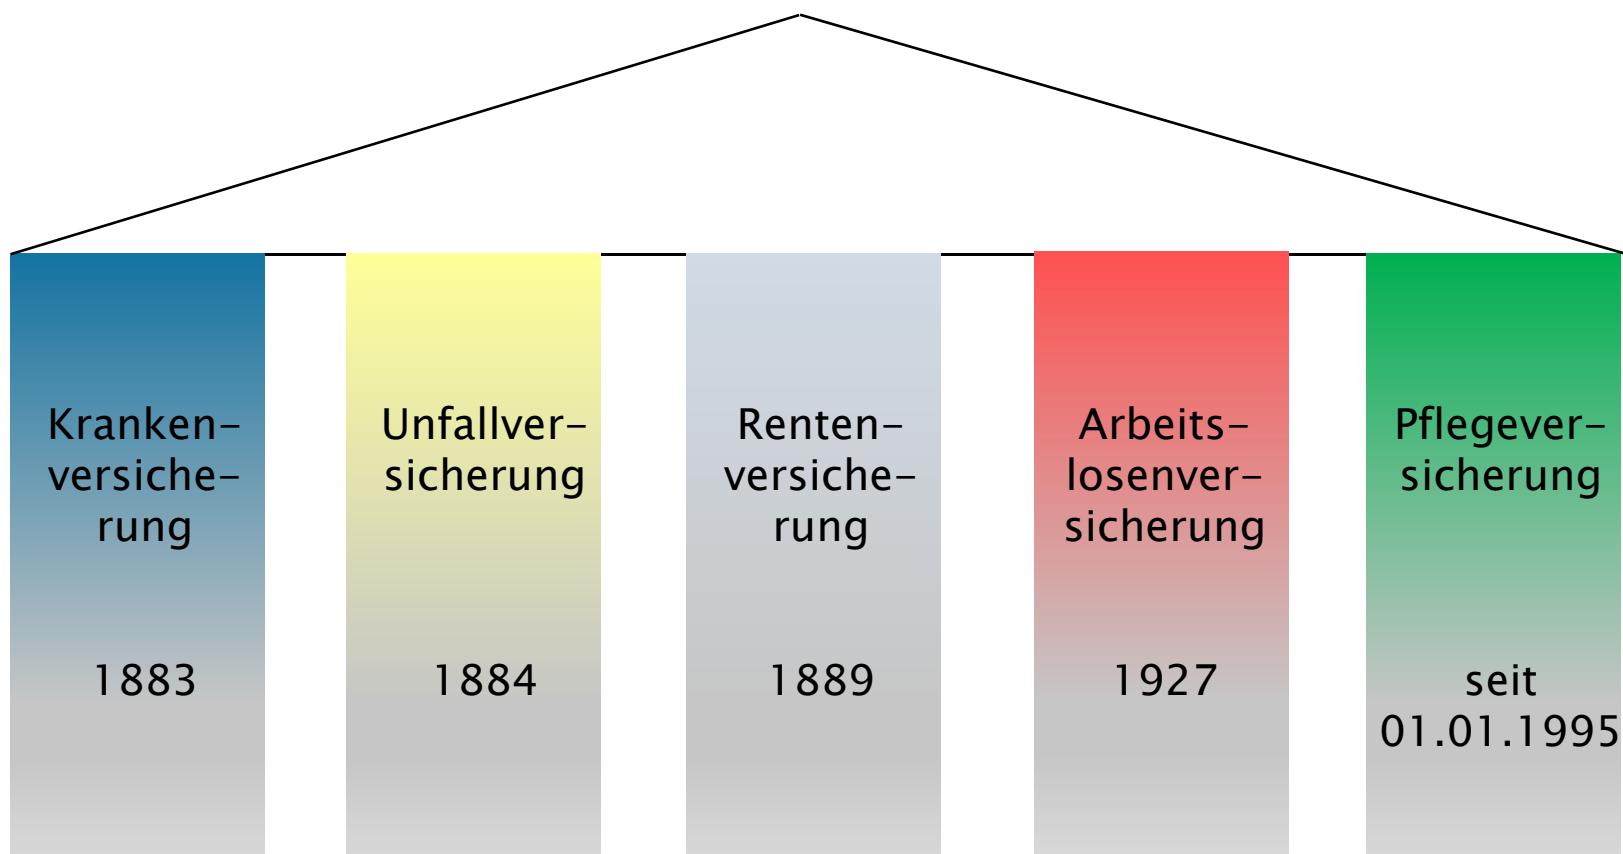 Kranken-
versiche-
rung
1883
Unfallver-
sicherung
1884
Renten-
versiche-
rung
1889
Arbeits-
losenver-
sicherung
1927
Pflegever-
sicherung
seit
01.01.1995